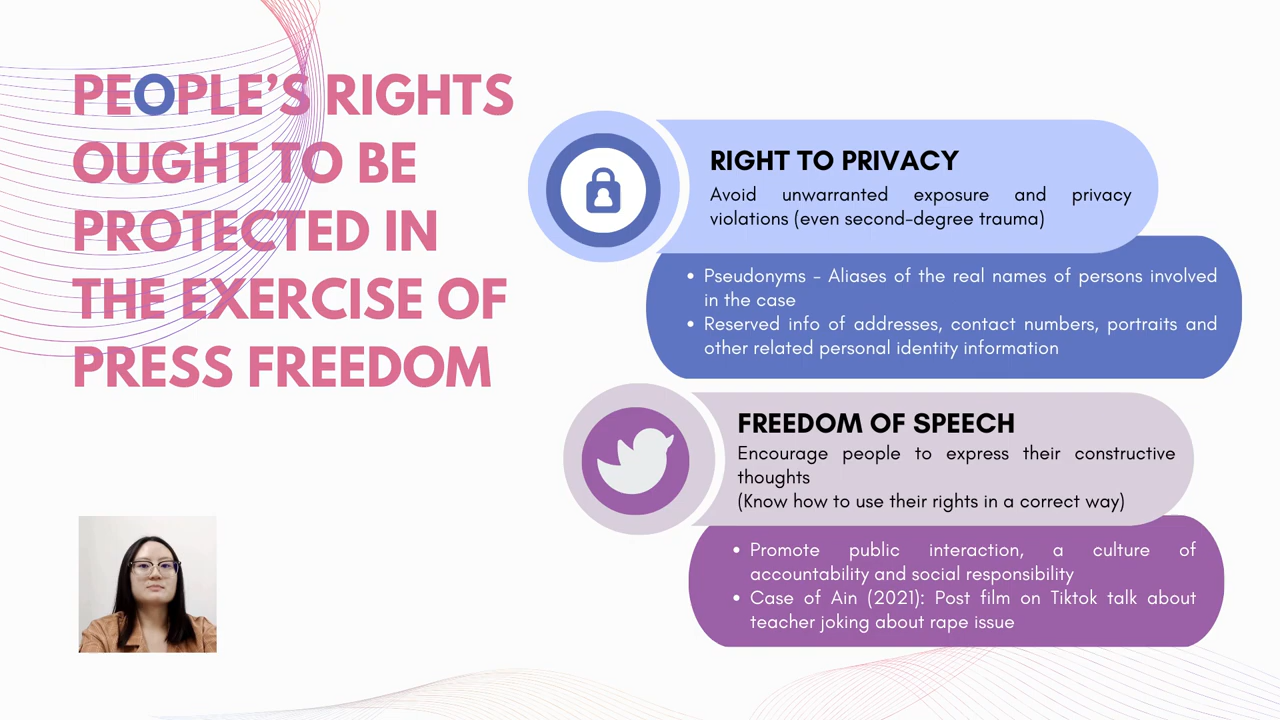 PEOPLE’S RIGHTS
OUGHT TO BE
PROTECTED IN
THE EXERCISE OF
PRESS FREEDOM
RIGHT TO PRIVACY
Avoid unwarranted exposure and privacy
violations (even second-degree trauma)
• Pseudonyms - Aliases of the real names of persons involved
in the case
• Reserved info of addresses, contact numbers, portraits and
other related personal identity information
FREEDOM OF SPEECH
Encourage people to express their constructive
thoughts
(Know how to use their rights in a correct way)
• Promote public interaction, a culture of
accountability and social responsibility
• Case of Ain (2021): Post film on Tiktok talk about
teacher joking about rape issue